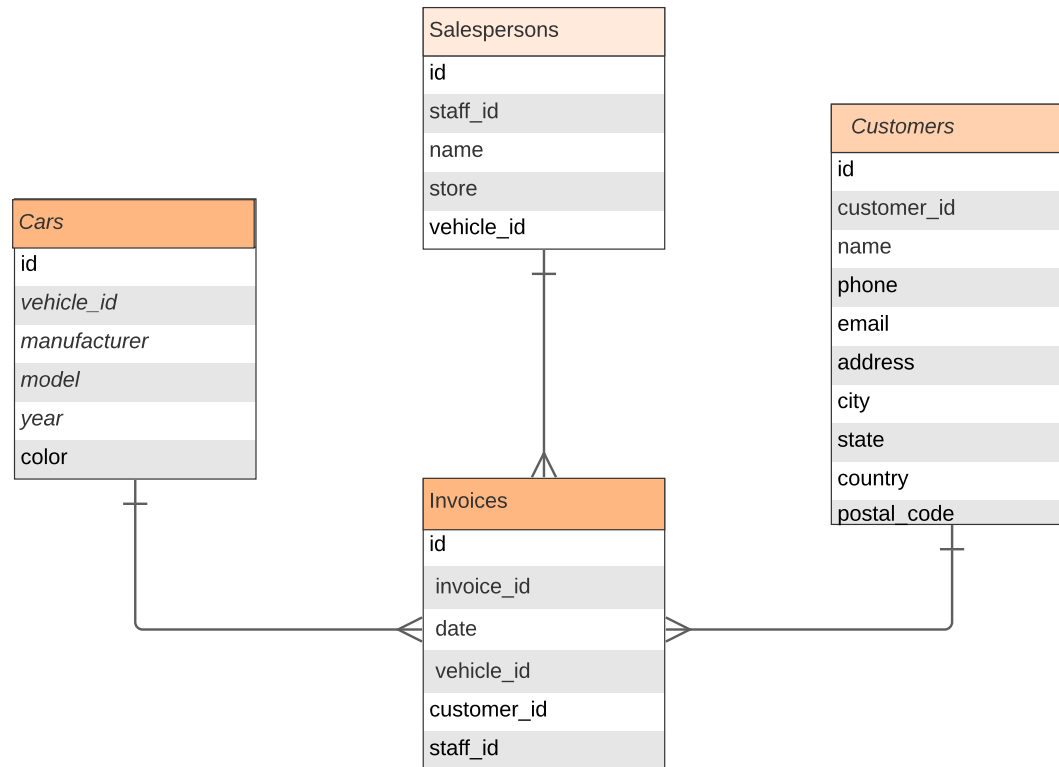 Salespersons
id
staff_id
name
store
vehicle_id
Customers
id
customer_id
name
phone
email
address
city
state
country
postal_code
Cars
id
vehicle_id
manufacturer
model
year
color
Invoices
id
invoice_id
date
vehicle_id
customer_id
staff_id